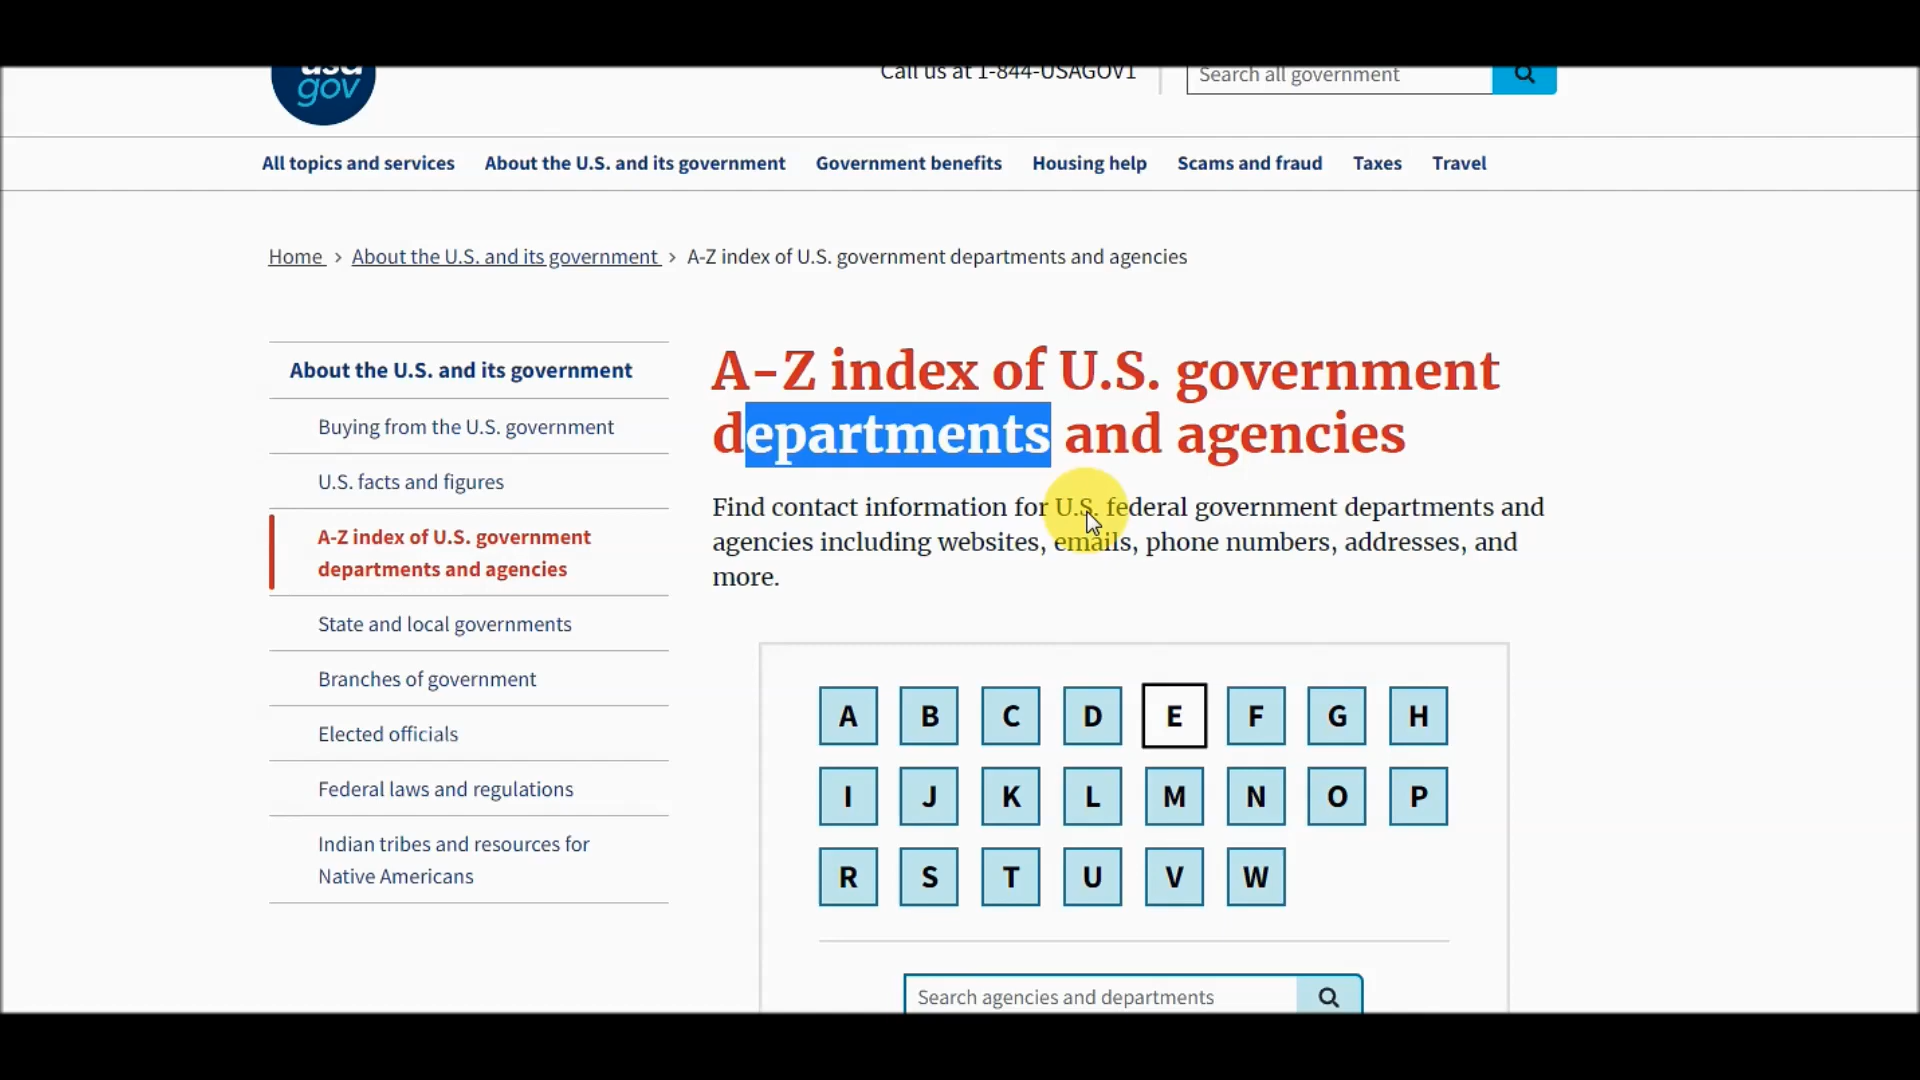 usa
gov
Call us at 1-844-USAGOV1
Search all government
All topics and services About the U.S. and its government Government benefits Housing help Scams and fraud Taxes Travel
Home › About the U.S. and its government › A-Z index of U.S. government departments and agencies
About the U.S. and its government
Buying from the U.S. government
U.S. facts and figures
A-Z index of U.S. government
departments and agencies
State and local governments
Branches of government
Elected officials
Federal laws and regulations
Indian tribes and resources for
Native Americans
A-Z index of U.S. government
departments and agencies
Find contact information for U.S. federal government departments and
agencies including websites, emails, phone numbers, addresses, and
more.
A B C D E F G H
I J K L M N O P
R S T U V W
Search agencies and departments